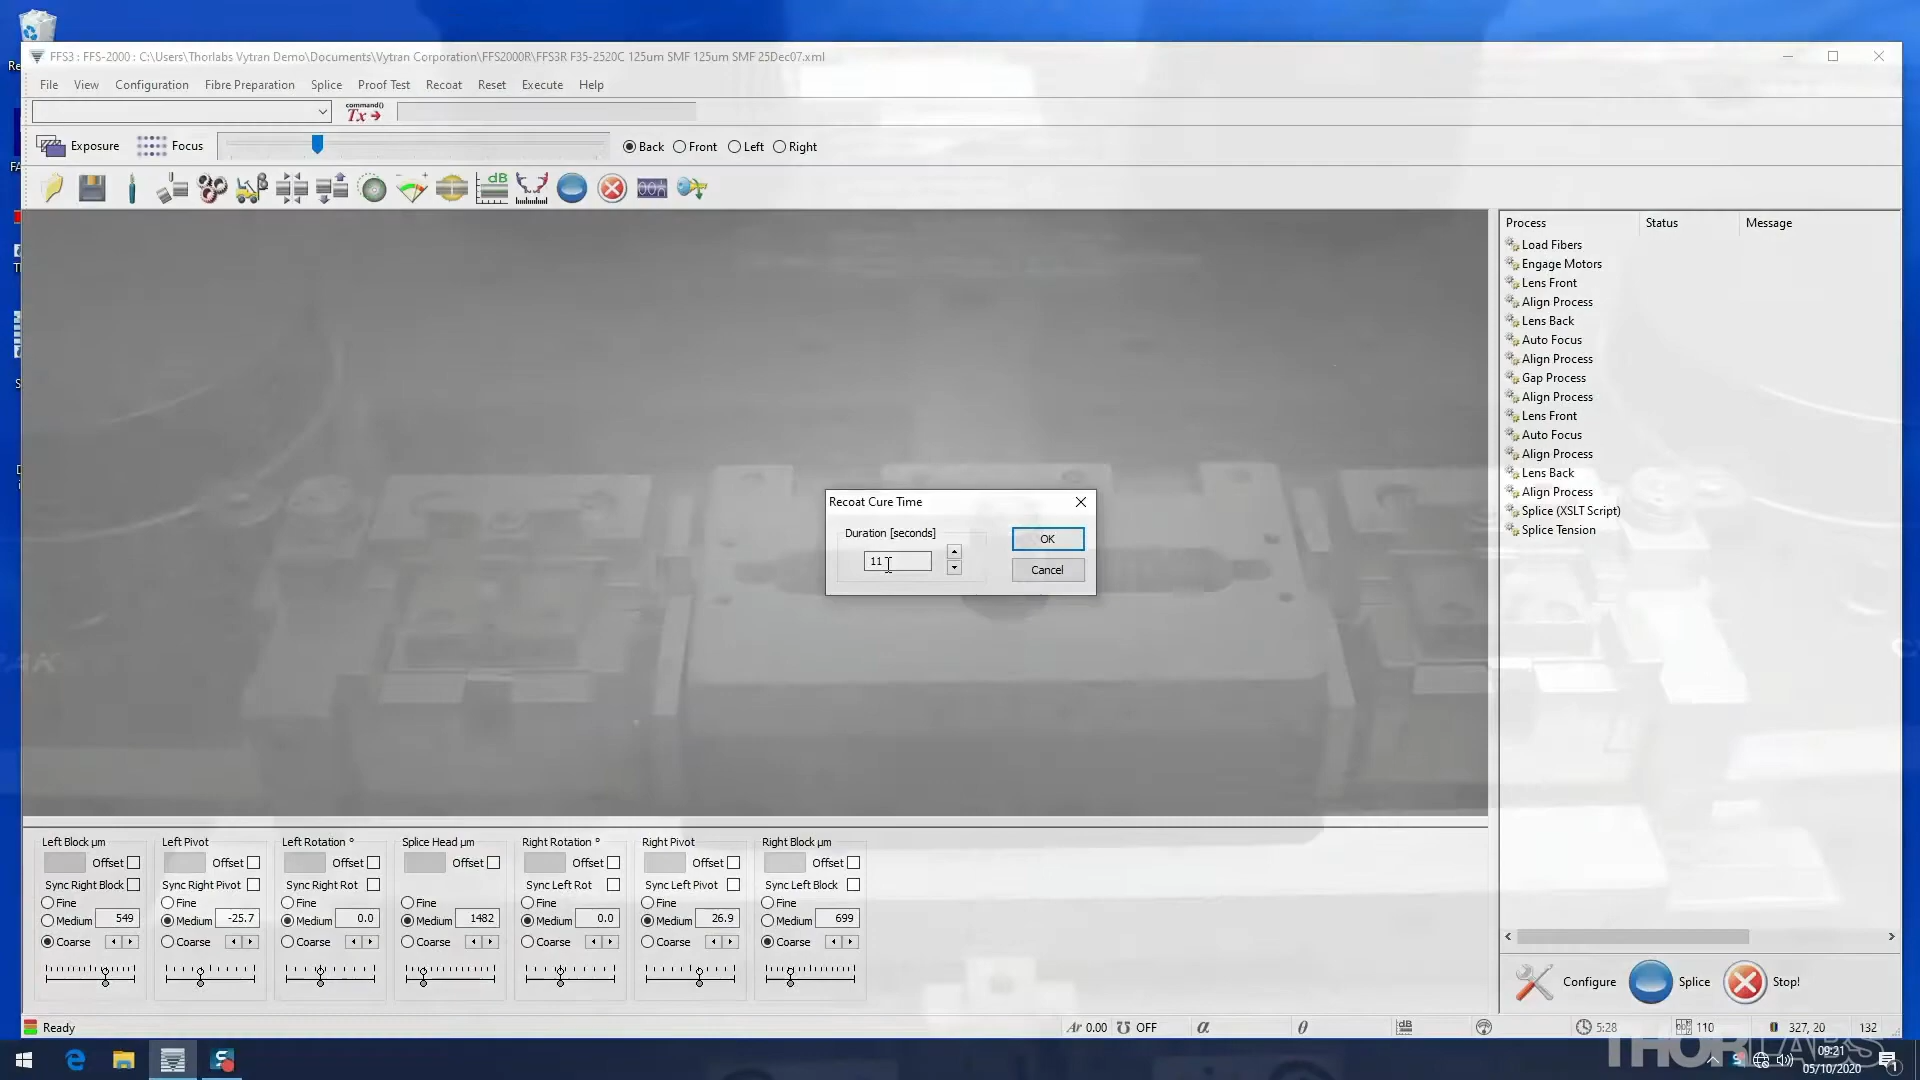 FFS3 : FFS-2000 : C:\Users\Thorlabs Vytran Demo\Documents\Vytran Corporation\FFS2000R\FFS3R F35-2520C 125um SMF 125um SMF 25Dec07.xml
File View Configuration Fibre Preparation Splice Proof Test Recoat Reset Execute Help
command()
Tx
Exposure Focus Back Front Left Right
dB
Process Status Message
Load Fibers
Engage Motors
Lens Front
Align Process
Lens Back
Auto Focus
Align Process
Gap Process
Align Process
Lens Front
Auto Focus
Align Process
Lens Back
Align Process
Splice (XSLT Script)
Splice Tension
Recoat Cure Time
Duration [seconds]
OK
11
Cancel
Left Block µm Left Pivot Left Rotation ° Splice Head µm Right Rotation ° Right Pivot Right Block µm
Offset Offset Offset Offset Offset Offset Offset
Sync Right Block Sync Right Pivot Sync Right Rot Sync Left Rot Sync Left Pivot Sync Left Block
Fine Fine Fine Fine Fine Fine Fine
Medium 549 Medium -25.7 Medium 0.0 Medium 1482 Medium 0.0 Medium 26.9 Medium 699
Coarse Coarse Coarse Coarse Coarse Coarse Coarse
Configure Splice Stop!
Ready Ar 0.00 OFF α θ dB 5:28 110 327, 20 132
THORLABS
09:21
05/10/2020